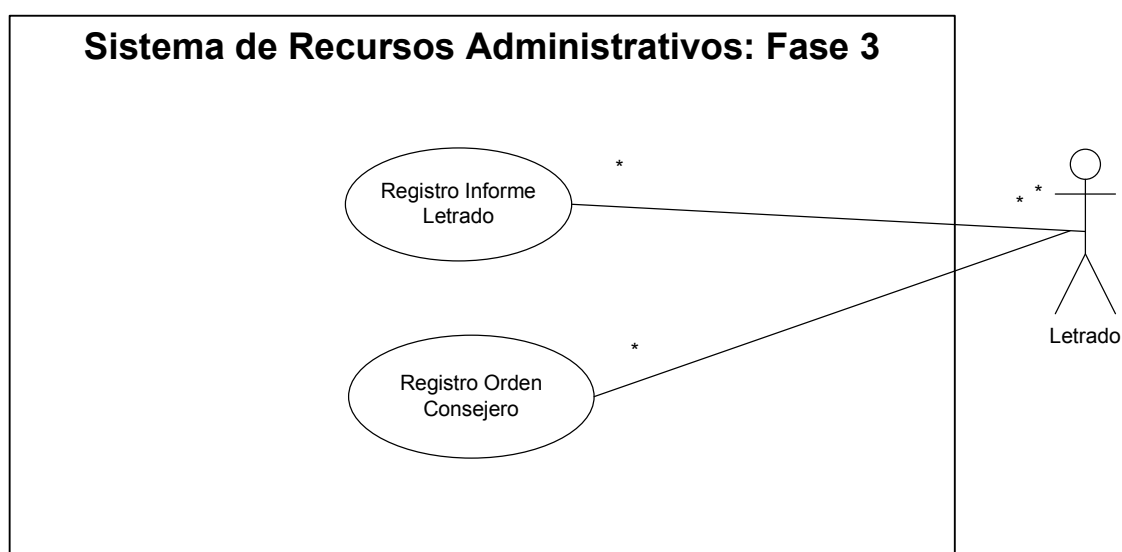 Sistema de Recursos Administrativos: Fase 3
*
Registro Informe
Letrado
* *
Letrado
*
Registro Orden
Consejero